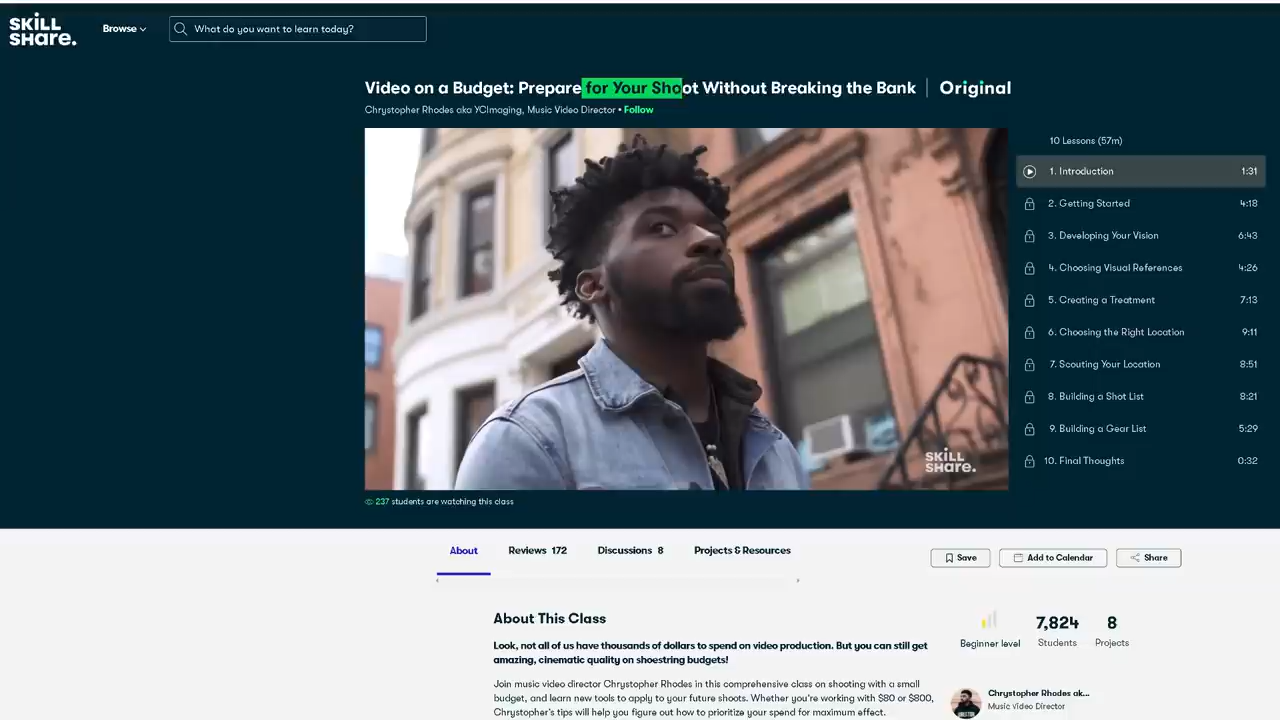 SKILL SHARE.
Browse
What do you want to learn today?
Video on a Budget: Prepare for Your Shoot Without Breaking the Bank | Original
Chrystopher Rhodes aka YCImaging, Music Video Director • Follow
10 Lessons (57m)
1. Introduction 1:31
2. Getting Started 4:18
3. Developing Your Vision 6:43
4. Choosing Visual References 4:26
5. Creating a Treatment 7:13
6. Choosing the Right Location 9:11
7. Scouting Your Location 8:51
8. Building a Shot List 8:21
9. Building a Gear List 5:29
10. Final Thoughts 0:32
SKILL SHARE.
237 students are watching this class
About Reviews 172 Discussions 8 Projects & Resources
Save Add to Calendar Share
About This Class
Look, not all of us have thousands of dollars to spend on video production. But you can still get
amazing, cinematic quality on shoestring budgets!
Join music video director Chrystopher Rhodes in this comprehensive class on shooting with a small
budget, and learn new tools to apply to your future shoots. Whether you're working with $80 or $800,
Chrystopher's tips will help you figure out how to prioritize your spend for maximum effect.
7,824 8
Beginner level Students Projects
Chrystopher Rhodes ak...
Music Video Director